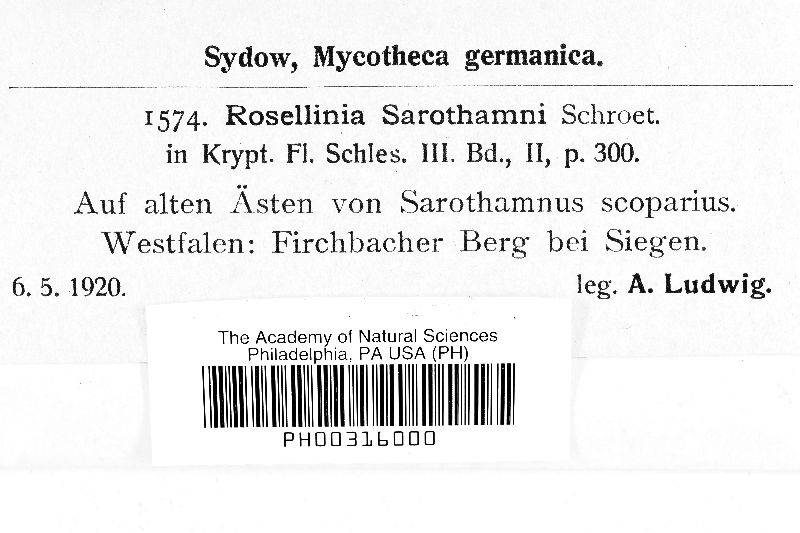 Sydow, Mycotheca germanica.
1574. Rosellinia Sarothamni Schroet.
in Krypt. Fl. Schles. III. Bd., II, p. 300.
Auf alten Ästen von Sarothamnus scoparius.
Westfalen: Firchbacher Berg bei Siegen.
6. 5. 1920. leg. A. Ludwig.
The Academy of Natural Sciences
Philadelphia, PA USA (PH)
PH00316000